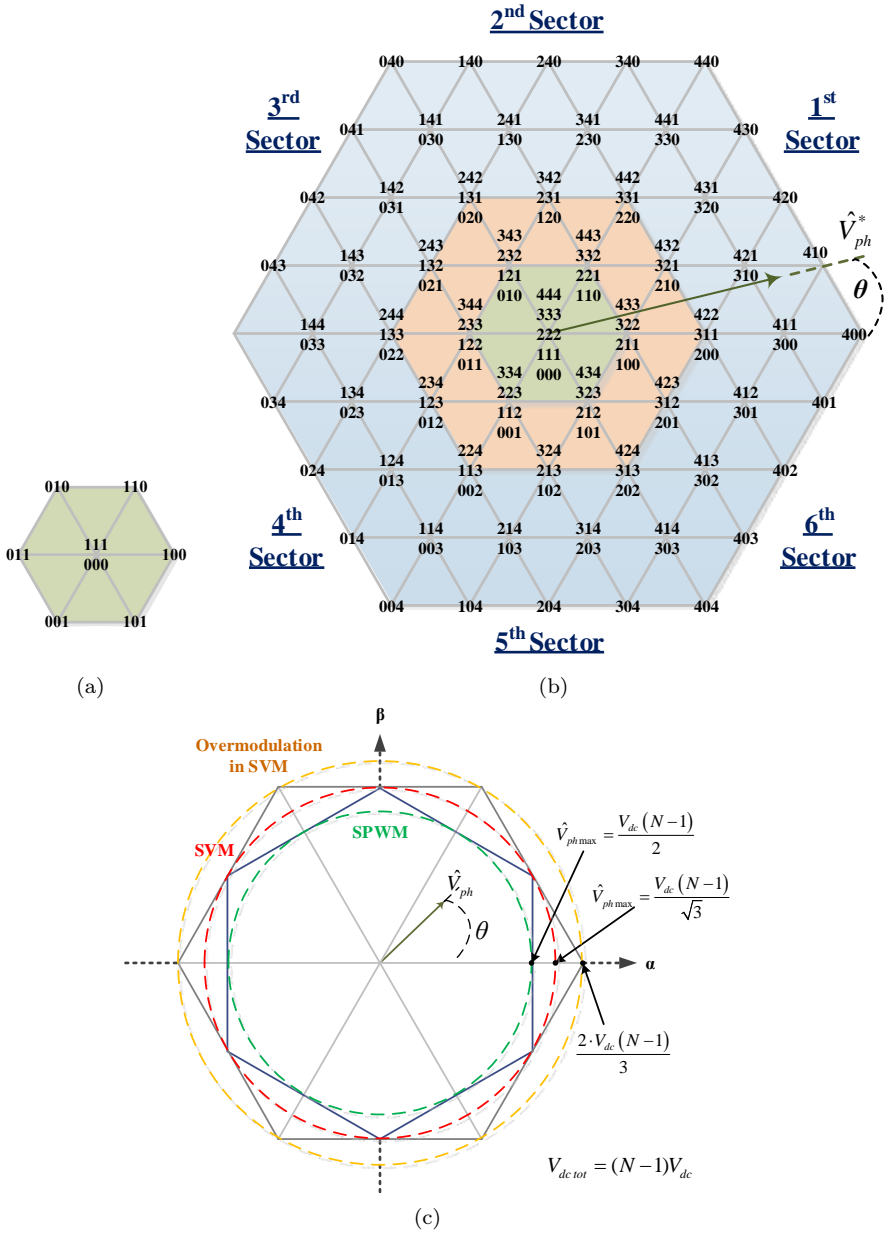 2nd Sector
040 140 240 340 440
3rd Sector
1st Sector
141 241 341 441
041 430
030 130 230 330
242 342 442
142 431
042 131 231 331 420
031 320
020 120 220
V̂*ph
343 443
243 432
143 421 410
043 232 332
132 321
032 310
121 221
021 210
θ
010 444 110
344 433
333
244 422
144 411
233 222 322 400
133 311
033 300
122 211
022 111 200
011 100
334 000 434
234 423
134 412
034 223 323 401
123 312
023 301
112 212
012 201
001 101
224 324 424
124 413
024 113 213 313 402
013 302
002 102 202
4th Sector
6th Sector
114 214 314 414
014 403
003 103 203 303
004 104 204 304 404
5th Sector
010 110
011 111 100
000
001 101
(a)
(b)
β
Overmodulation
in SVM
SPWM
SVM
V̂ph
θ
α
V̂ph max = Vdc (N−1) / 2
V̂ph max = Vdc (N−1) / √3
2·Vdc (N−1) / 3
Vdc tot = (N−1)Vdc
(c)